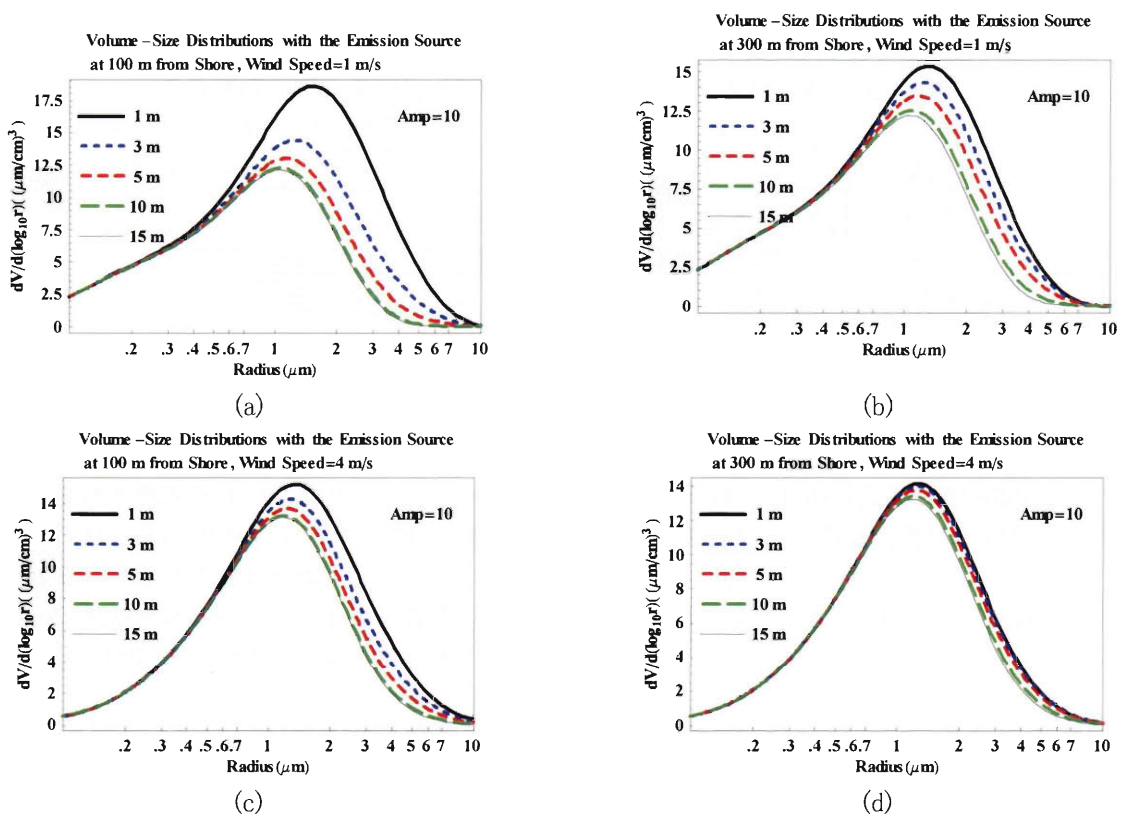 Volume –Size Distributions with the Emission Source
at 100 m from Shore , Wind Speed=1 m/s
dV/d(log₁₀r)( (μm/cm)³ )
17.5
15
12.5
10
7.5
5
2.5
0
1 m
3 m
5 m
10 m
15 m
Amp=10
.2 .3 .4 .5 .6 .7 1 2 3 4 5 6 7 10
Radius (μm)
(a)
Volume –Size Distributions with the Emission Source
at 300 m from Shore , Wind Speed=1 m/s
dV/d(log₁₀r)( (μm/cm)³ )
15
12.5
10
7.5
5
2.5
0
1 m
3 m
5 m
10 m
15 m
Amp=10
.2 .3 .4 .5 .6 .7 1 2 3 4 5 6 7 10
Radius (μm)
(b)
Volume –Size Distributions with the Emission Source
at 100 m from Shore , Wind Speed=4 m/s
dV/d(log₁₀r)( (μm/cm)³ )
14
12
10
8
6
4
2
0
1 m
3 m
5 m
10 m
15 m
Amp=10
.2 .3 .4 .5 .6 .7 1 2 3 4 5 6 7 10
Radius (μm)
(c)
Volume –Size Distributions with the Emission Source
at 300 m from Shore , Wind Speed=4 m/s
dV/d(log₁₀r)( (μm/cm)³ )
14
12
10
8
6
4
2
0
1 m
3 m
5 m
10 m
15 m
Amp=10
.2 .3 .4 .5 .6 .7 1 2 3 4 5 6 7 10
Radius (μm)
(d)